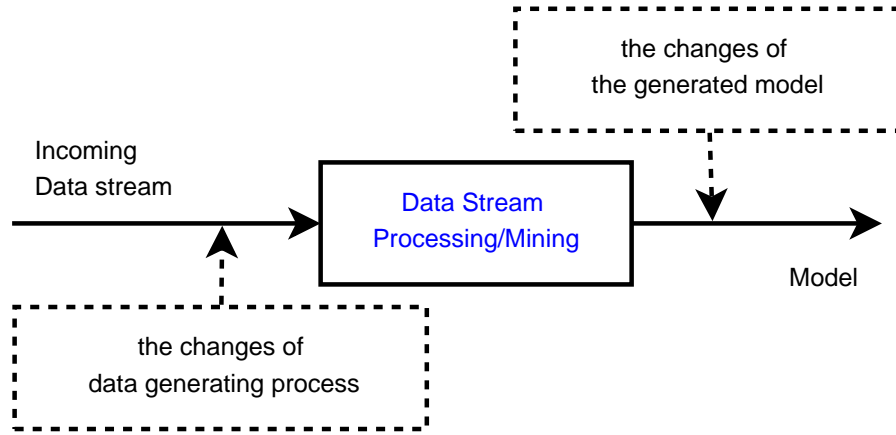 the changes of
the generated model
Incoming
Data stream
Data Stream
Processing/Mining
Model
the changes of
data generating process